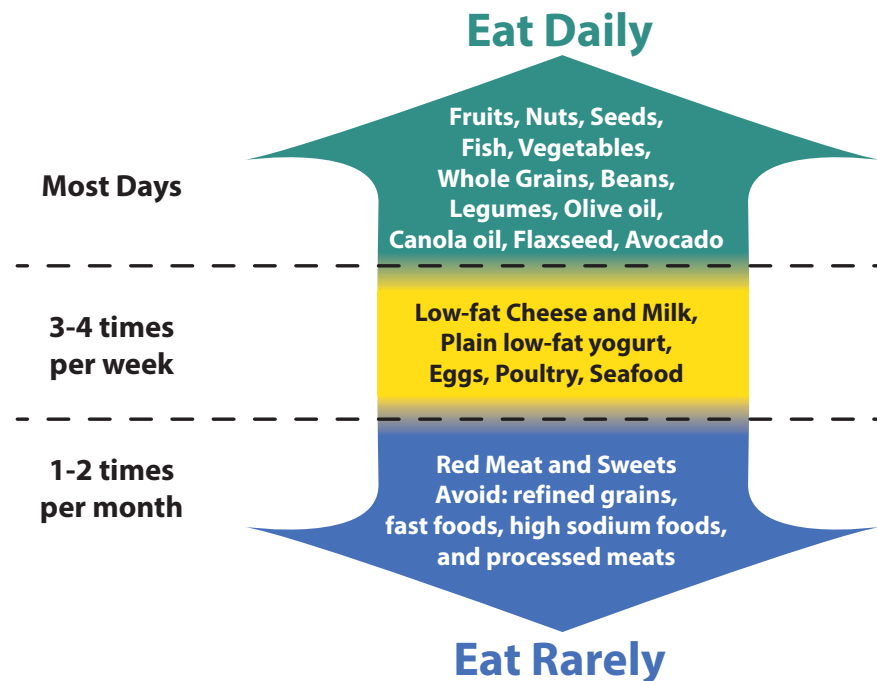 Eat Daily
Most Days
Fruits, Nuts, Seeds,
Fish, Vegetables,
Whole Grains, Beans,
Legumes, Olive oil,
Canola oil, Flaxseed, Avocado
3-4 times
per week
Low-fat Cheese and Milk,
Plain low-fat yogurt,
Eggs, Poultry, Seafood
1-2 times
per month
Red Meat and Sweets
Avoid: refined grains,
fast foods, high sodium foods,
and processed meats
Eat Rarely